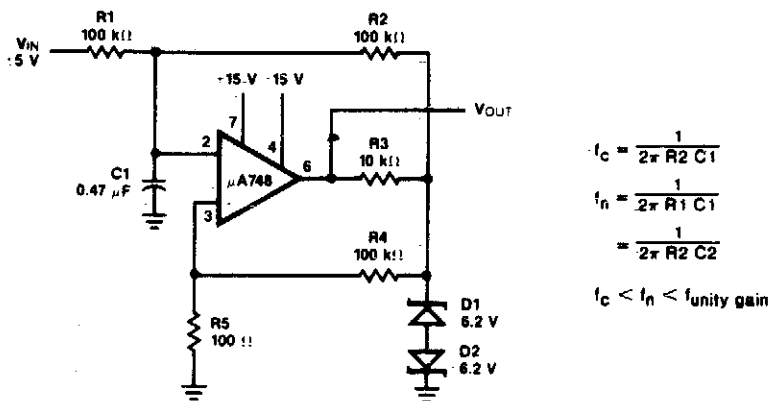 R1
100 kΩ
R2
100 kΩ
VIN
±5 V
+15 V
-15 V
VOUT
7
4
2
6
3
μA748
C1
0.47 μF
R3
10 kΩ
R4
100 kΩ
R5
100 Ω
D1
6.2 V
D2
6.2 V
fc = 1 / 2π R2 C1
fn = 1 / 2π R1 C1
= 1 / 2π R2 C2
fc < fn < funity gain